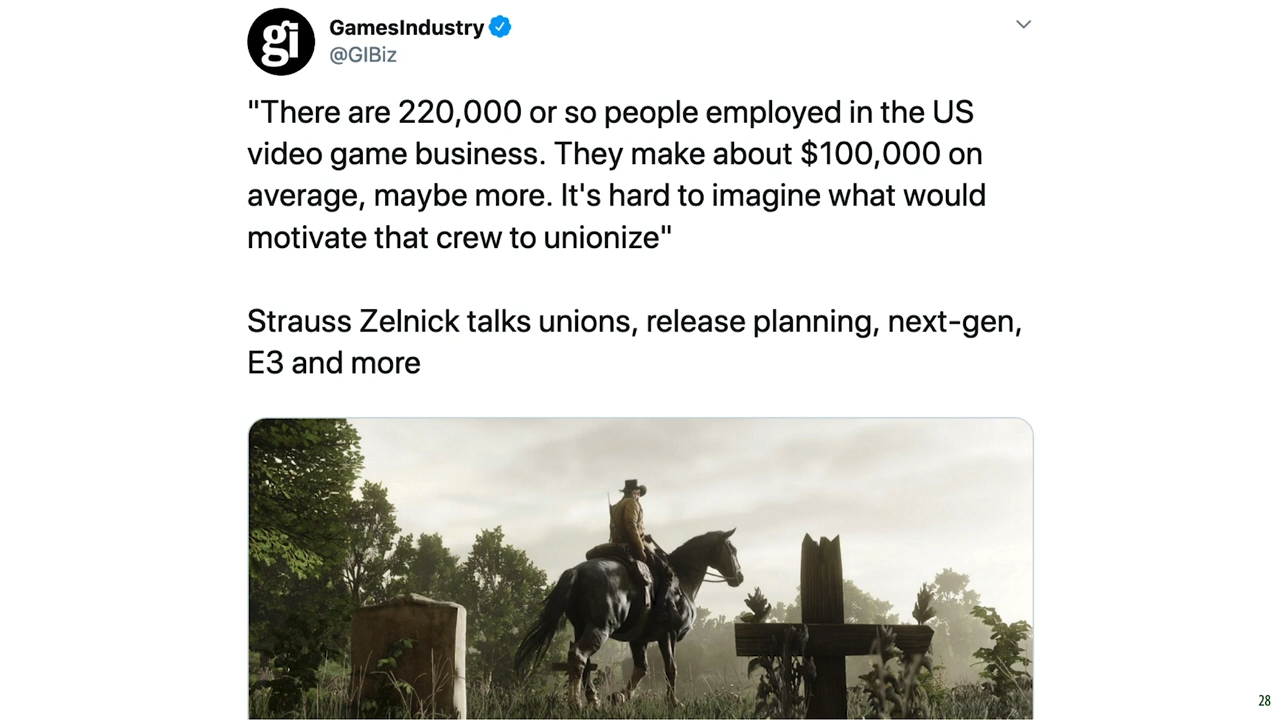 gi
GamesIndustry
@GIBiz
"There are 220,000 or so people employed in the US
video game business. They make about $100,000 on
average, maybe more. It's hard to imagine what would
motivate that crew to unionize"
Strauss Zelnick talks unions, release planning, next-gen,
E3 and more
28